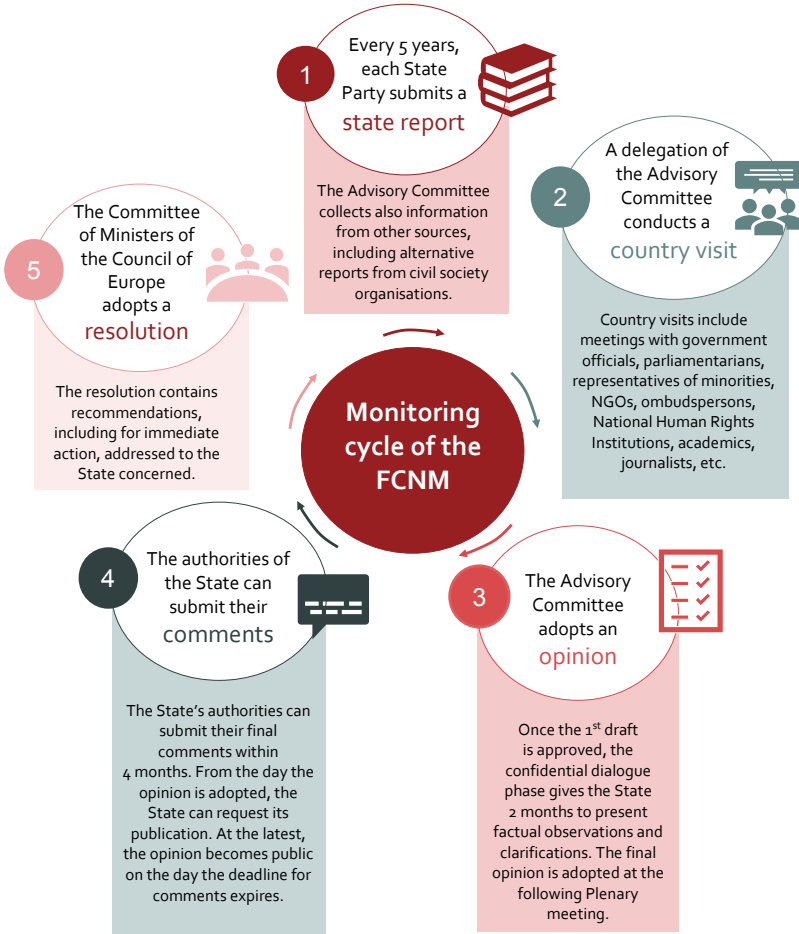 1
Every 5 years,
each State
Party submits a
state report
The Advisory Committee
collects also information
from other sources,
including alternative
reports from civil society
organisations.
2
A delegation of
the Advisory
Committee
conducts a
country visit
Country visits include
meetings with government
officials, parliamentarians,
representatives of minorities,
NGOs, ombudspersons,
National Human Rights
Institutions, academics,
journalists, etc.
Monitoring
cycle of the
FCNM
3
The Advisory
Committee
adopts an
opinion
Once the 1st draft
is approved, the
confidential dialogue
phase gives the State
2 months to present
factual observations and
clarifications. The final
opinion is adopted at the
following Plenary
meeting.
4
The authorities of
the State can
submit their
comments
The State’s authorities can
submit their final
comments within
4 months. From the day the
opinion is adopted, the
State can request its
publication. At the latest,
the opinion becomes public
on the day the deadline for
comments expires.
5
The Committee
of Ministers of
the Council of
Europe
adopts a
resolution
The resolution contains
recommendations,
including for immediate
action, addressed to the
State concerned.